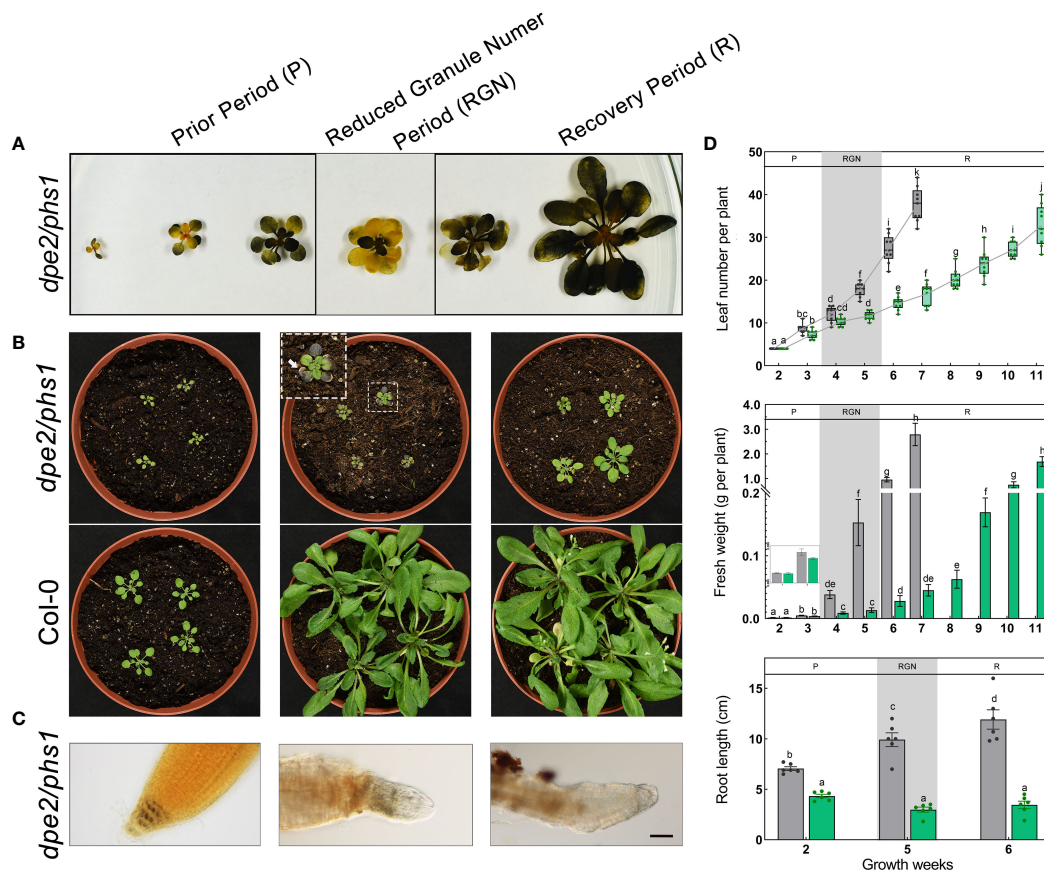 Prior Period (P)
Reduced Granule Numer
Period (RGN)
Recovery Period (R)
A
dpe2/phs1
B
dpe2/phs1
Col-0
C
dpe2/phs1
D
P RGN R
Leaf number per plant
50
40
30
20
10
0
a a bc b d cd f d i e k f g h i j
2 3 4 5 6 7 8 9 10 11
P RGN R
Fresh weight (g per plant)
4.0
3.0
2.0
1.0
0.2
0.1
0.0
a a b b de c f c g d h de e f g h
2 3 4 5 6 7 8 9 10 11
P RGN R
Root length (cm)
15
10
5
0
b a c a d a
2 5 6
Growth weeks